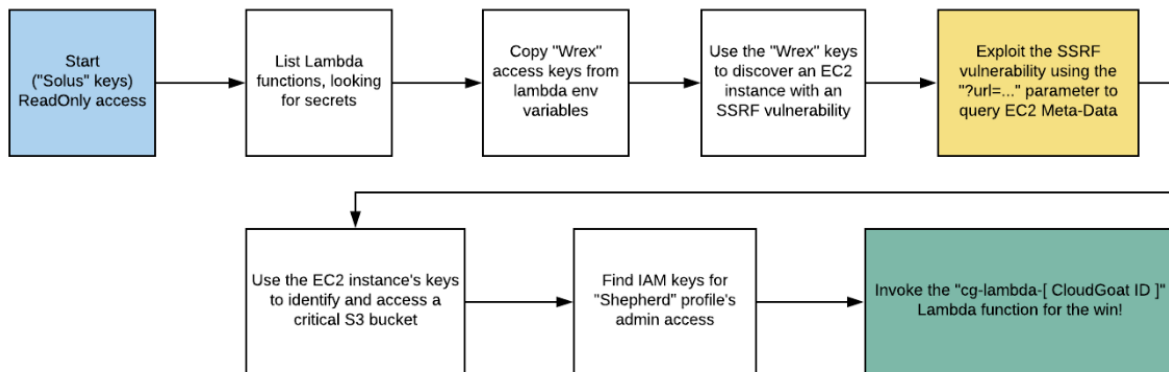 Start
("Solus" keys)
ReadOnly access
List Lambda
functions, looking
for secrets
Copy "Wrex"
access keys from
lambda env
variables
Use the "Wrex" keys
to discover an EC2
instance with an
SSRF vulnerability
Exploit the SSRF
vulnerability using the
"?url=..." parameter to
query EC2 Meta-Data
Use the EC2 instance's keys
to identify and access a
critical S3 bucket
Find IAM keys for
"Shepherd" profile's
admin access
Invoke the "cg-lambda-[ CloudGoat ID ]"
Lambda function for the win!